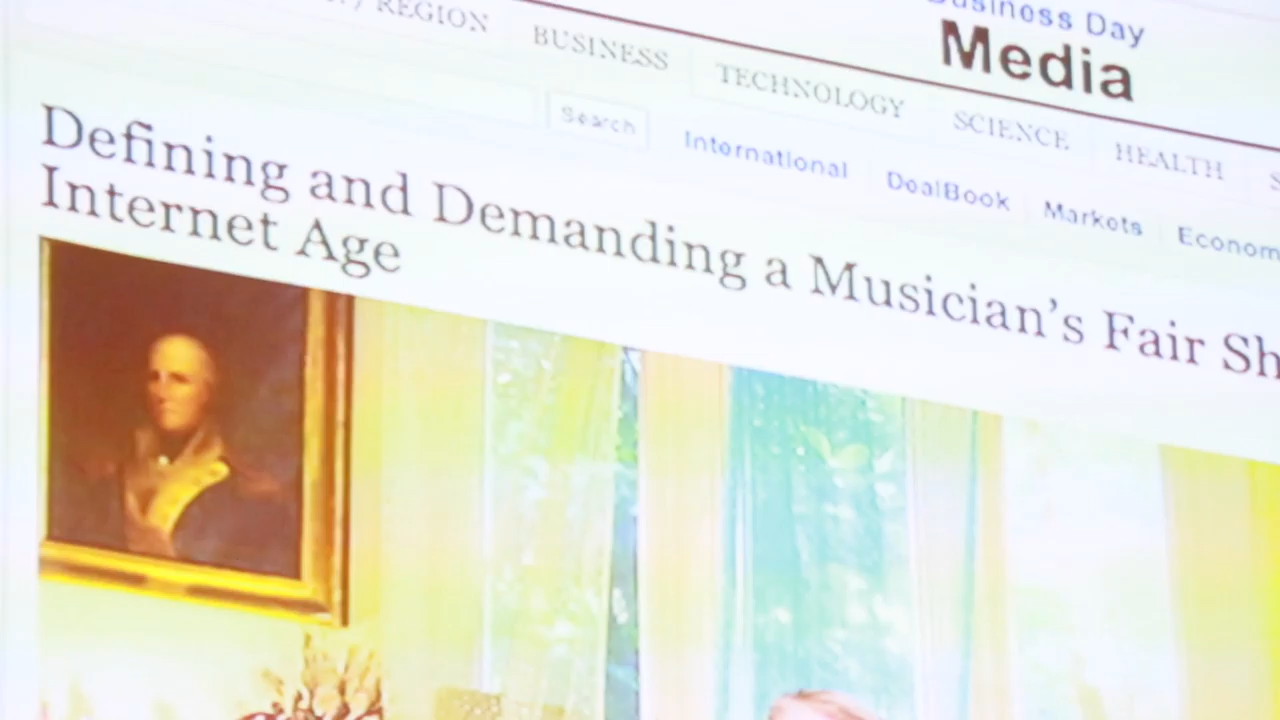 Business Day
Media
REGION BUSINESS TECHNOLOGY SCIENCE HEALTH
Search International DealBook Markets Econom
Defining and Demanding a Musician's Fair Sh
Internet Age